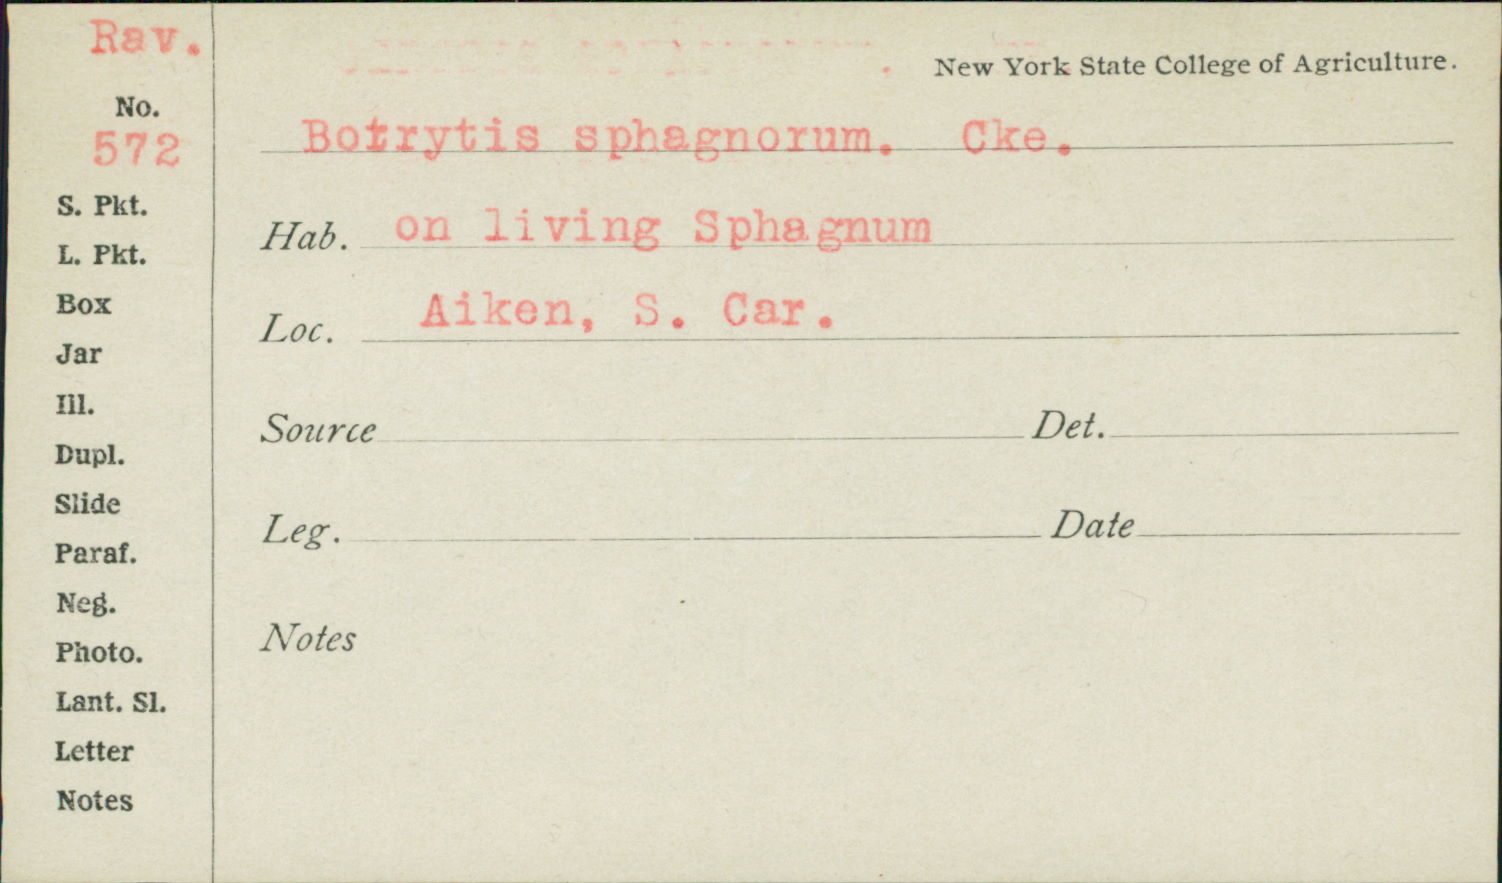 Rav.
New York State College of Agriculture.
No.
572
Botrytis sphagnorum. Cke.
Hab. on living Sphagnum
Loc. Aiken, S. Car.
Source Det.
Leg. Date
Notes
S. Pkt.
L. Pkt.
Box
Jar
Ill.
Dupl.
Slide
Paraf.
Neg.
Photo.
Lant. Sl.
Letter
Notes